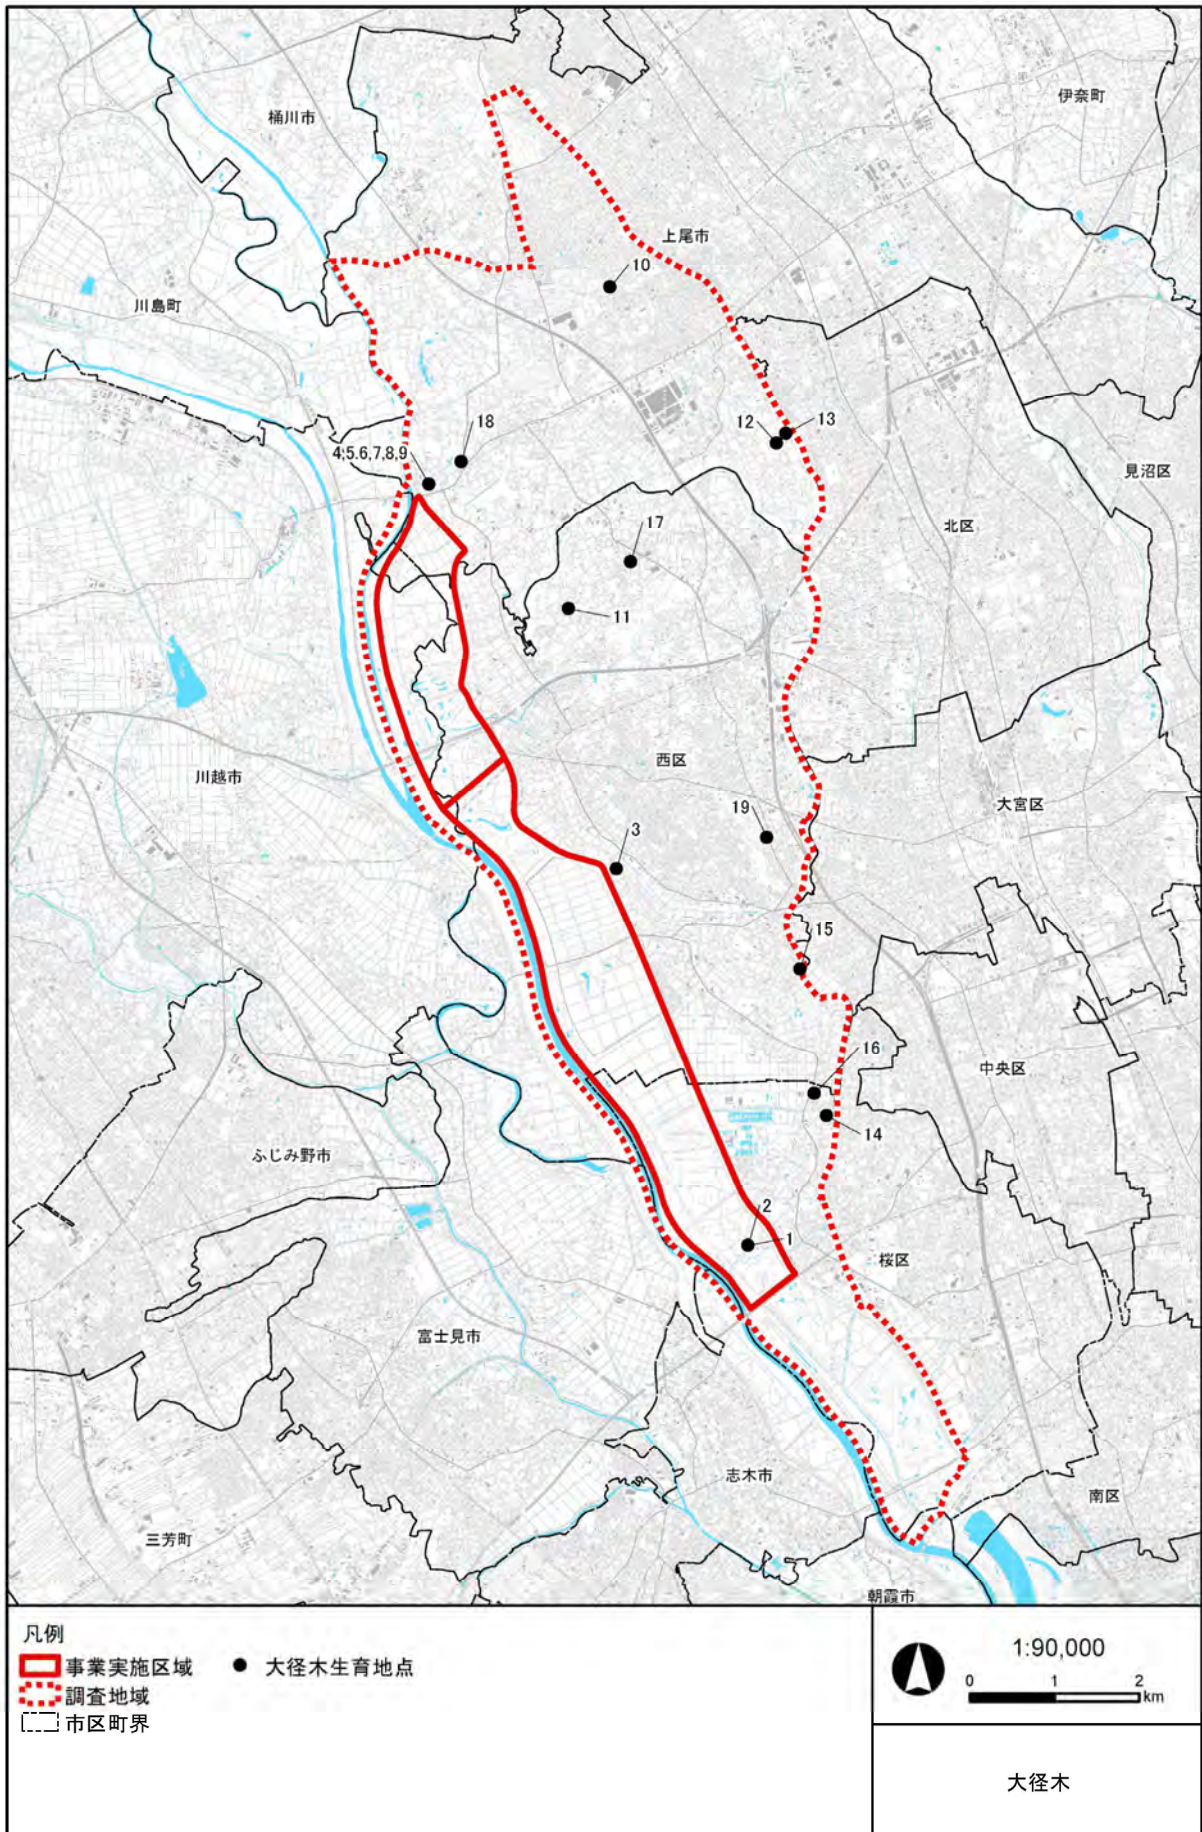 伊奈町
桶川市
上尾市
10
川島町
18
12
13
4,5.6,7,8,9
見沼区
北区
17
11
西区
川越市
大宮区
19
3
15
16
中央区
14
ふじみ野市
2
1
桜区
富士見市
志木市
南区
三芳町
朝霞市
凡例
事業実施区域
大径木生育地点
調査地域
市区町界
1:90,000
0 1 2
km
大径木